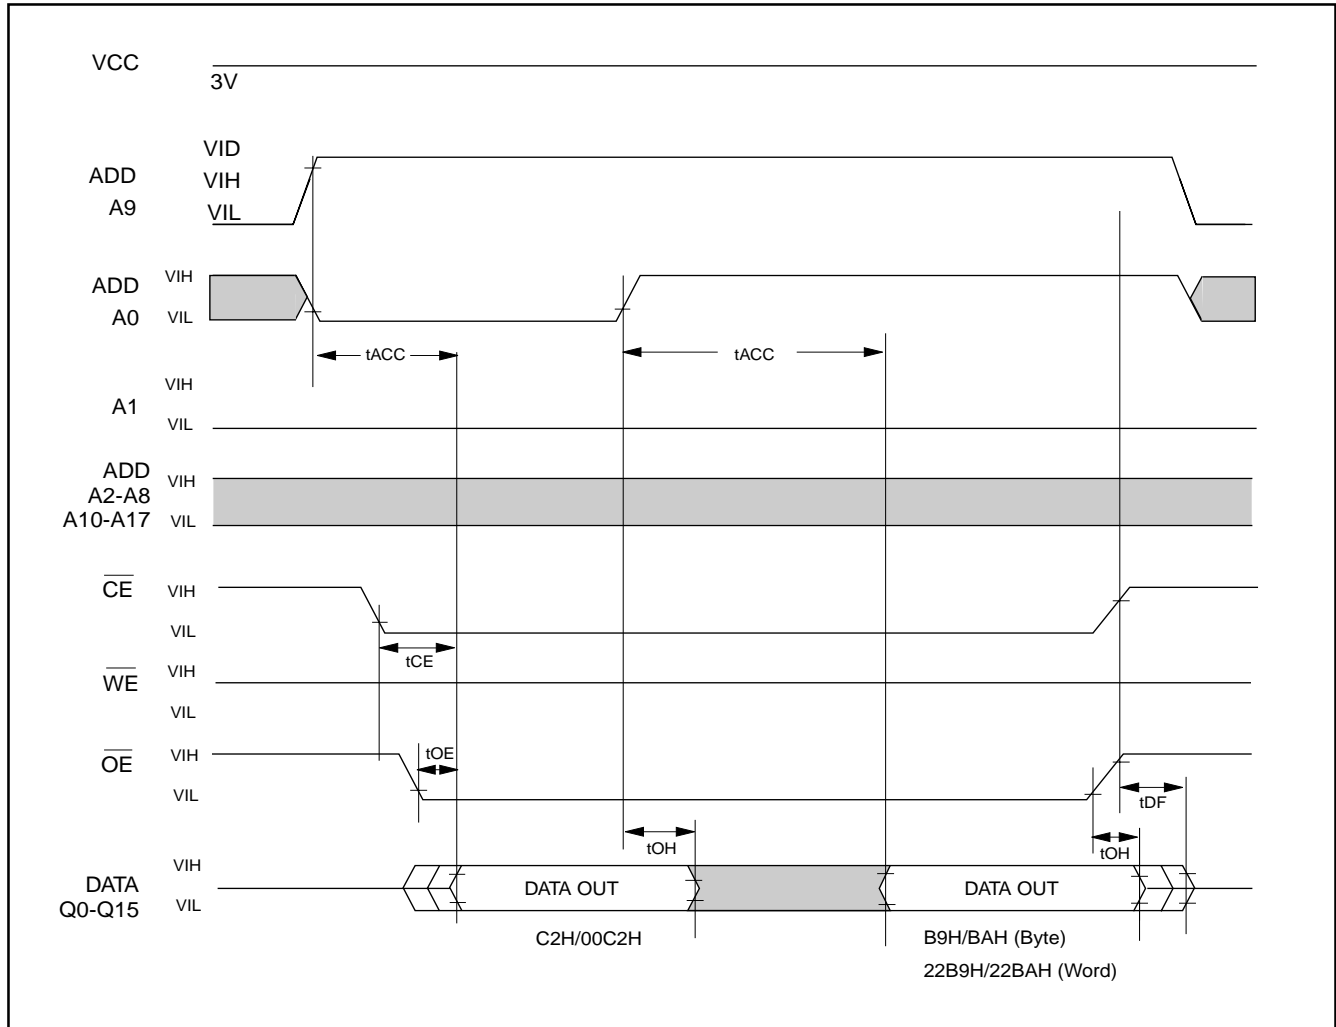 VCC
3V
VID
ADD
VIH
A9
VIL
VIH
ADD
A0
VIL
tACC
tACC
VIH
A1
VIL
ADD
VIH
A2-A8
A10-A17
VIL
CE
VIH
VIL
tCE
VIH
WE
VIL
tOE
VIH
OE
VIL
tDF
tOH
tOH
VIH
DATA
DATA OUT
DATA OUT
Q0-Q15
VIL
C2H/00C2H
B9H/BAH (Byte)
22B9H/22BAH (Word)